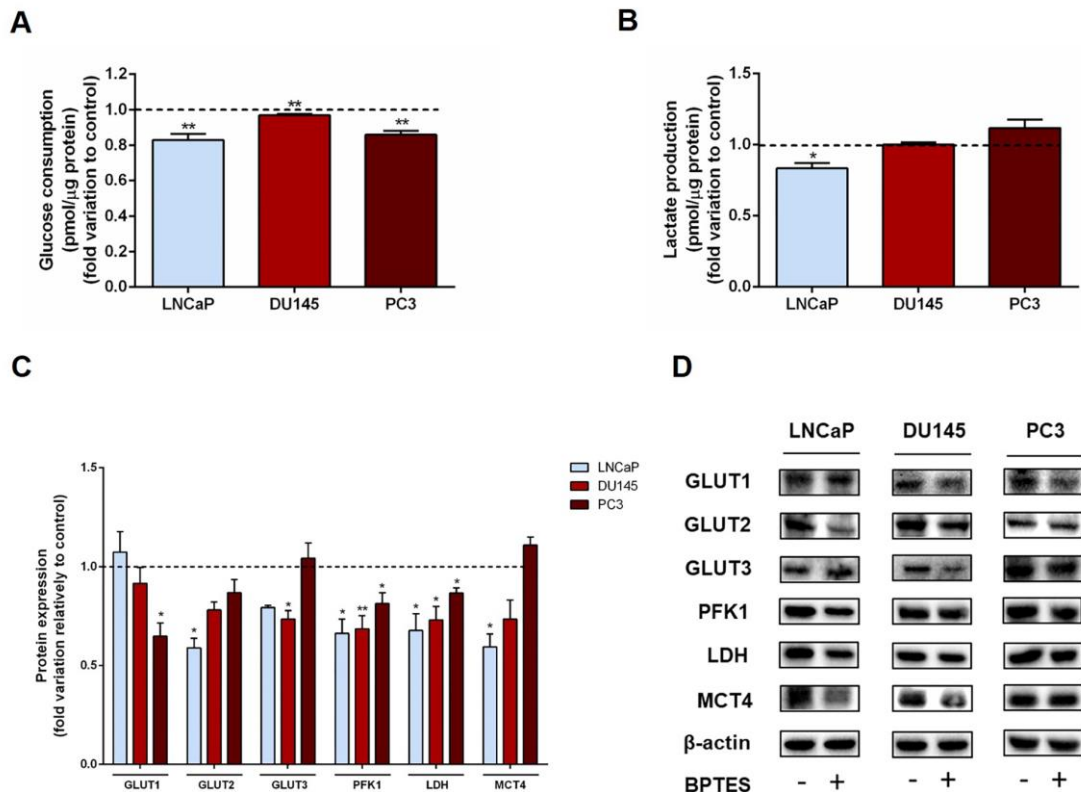 A
Glucose consumption
(pmol/μg protein)
(fold variation to control)
1.2
1.0
0.8
0.6
0.4
0.2
0.0
**
**
**
LNCaP
DU145
PC3
B
Lactate production
(pmol/μg protein)
(fold variation to control)
1.5
1.0
0.5
0.0
*
LNCaP
DU145
PC3
C
Protein expression
(fold variation relatively to control)
1.5
1.0
0.5
0.0
*
*
*
*
**
*
*
*
*
*
GLUT1
GLUT2
GLUT3
PFK1
LDH
MCT4
LNCaP
DU145
PC3
D
LNCaP DU145 PC3
GLUT1
GLUT2
GLUT3
PFK1
LDH
MCT4
β-actin
BPTES - + - + - +